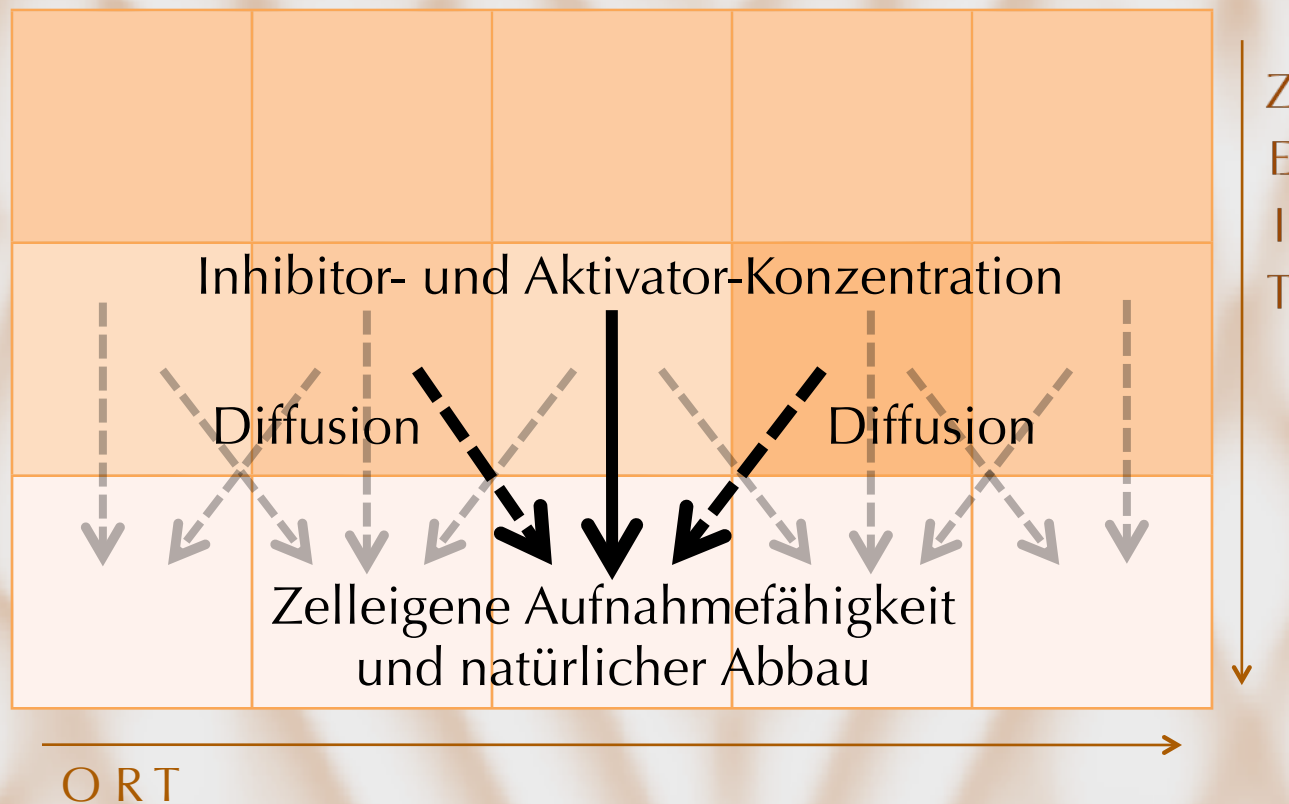 Z
E
I
T
Inhibitor- und Aktivator-Konzentration
Diffusion
Diffusion
Zelleigene Aufnahmefähigkeit
und natürlicher Abbau
ORT